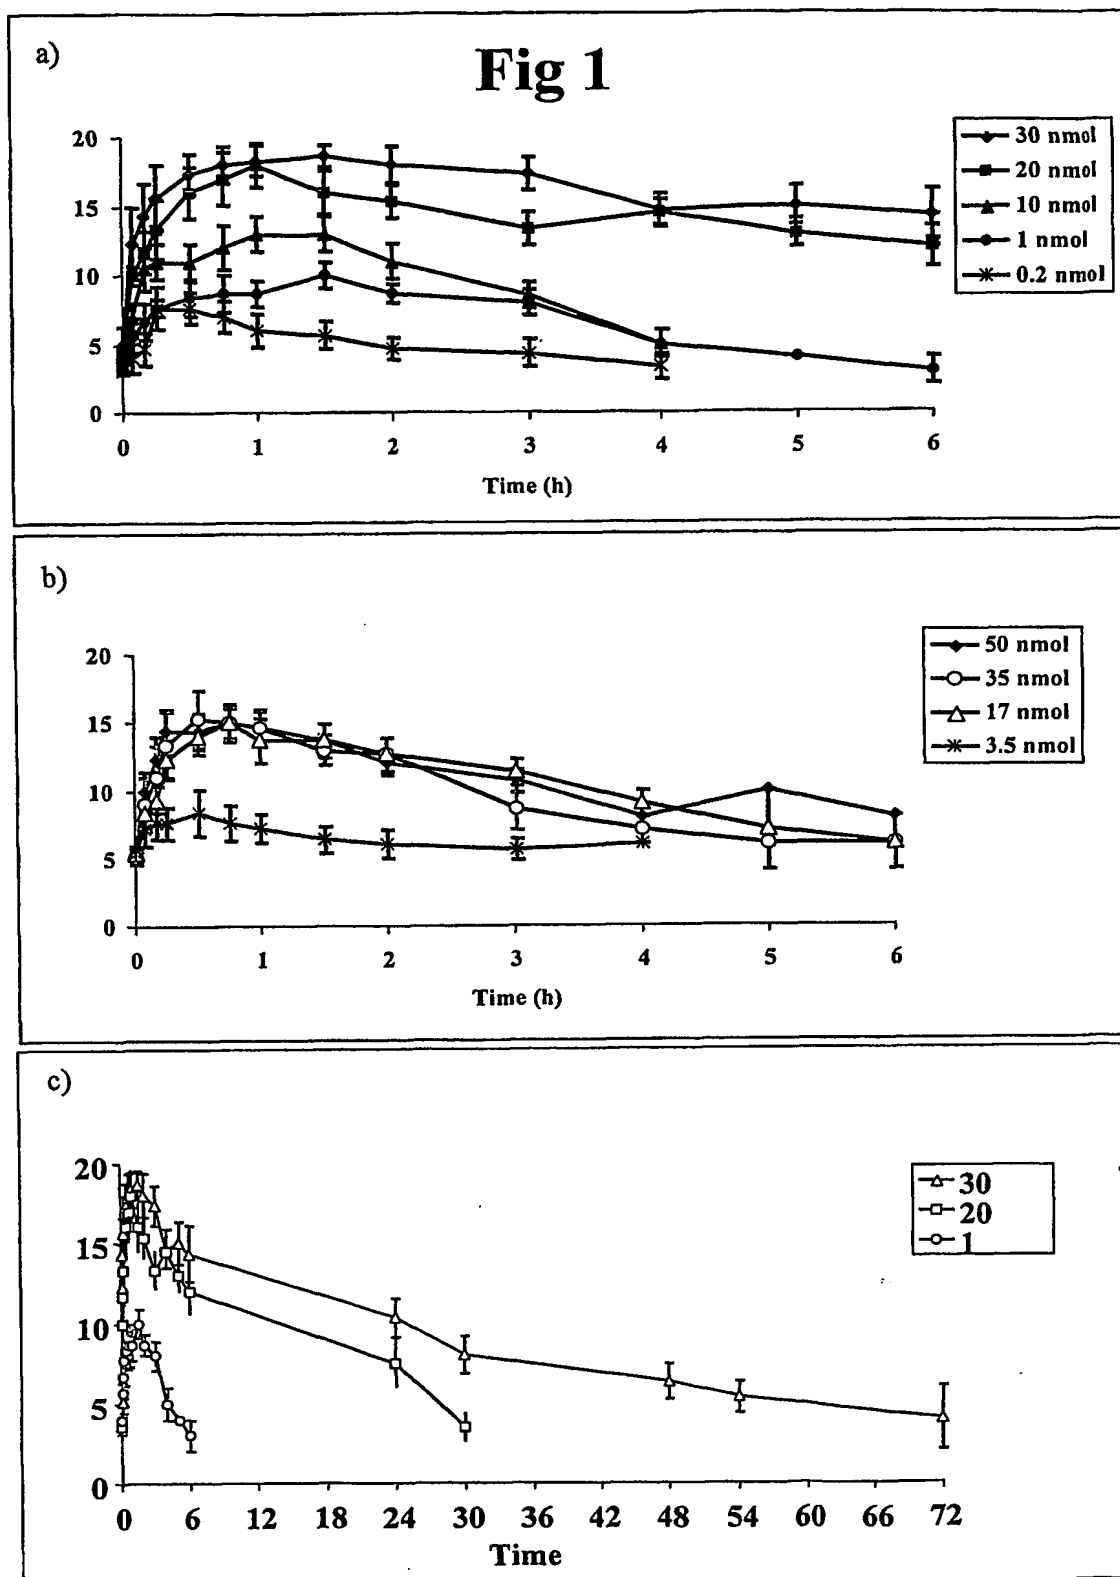 a)
Fig 1
20
15
10
5
0
0 1 2 3 4 5 6
Time (h)
30 nmol
20 nmol
10 nmol
1 nmol
0.2 nmol
b)
20
15
10
5
0
0 1 2 3 4 5 6
Time (h)
50 nmol
35 nmol
17 nmol
3.5 nmol
c)
20
15
10
5
0
0 6 12 18 24 30 36 42 48 54 60 66 72
Time
30
20
1